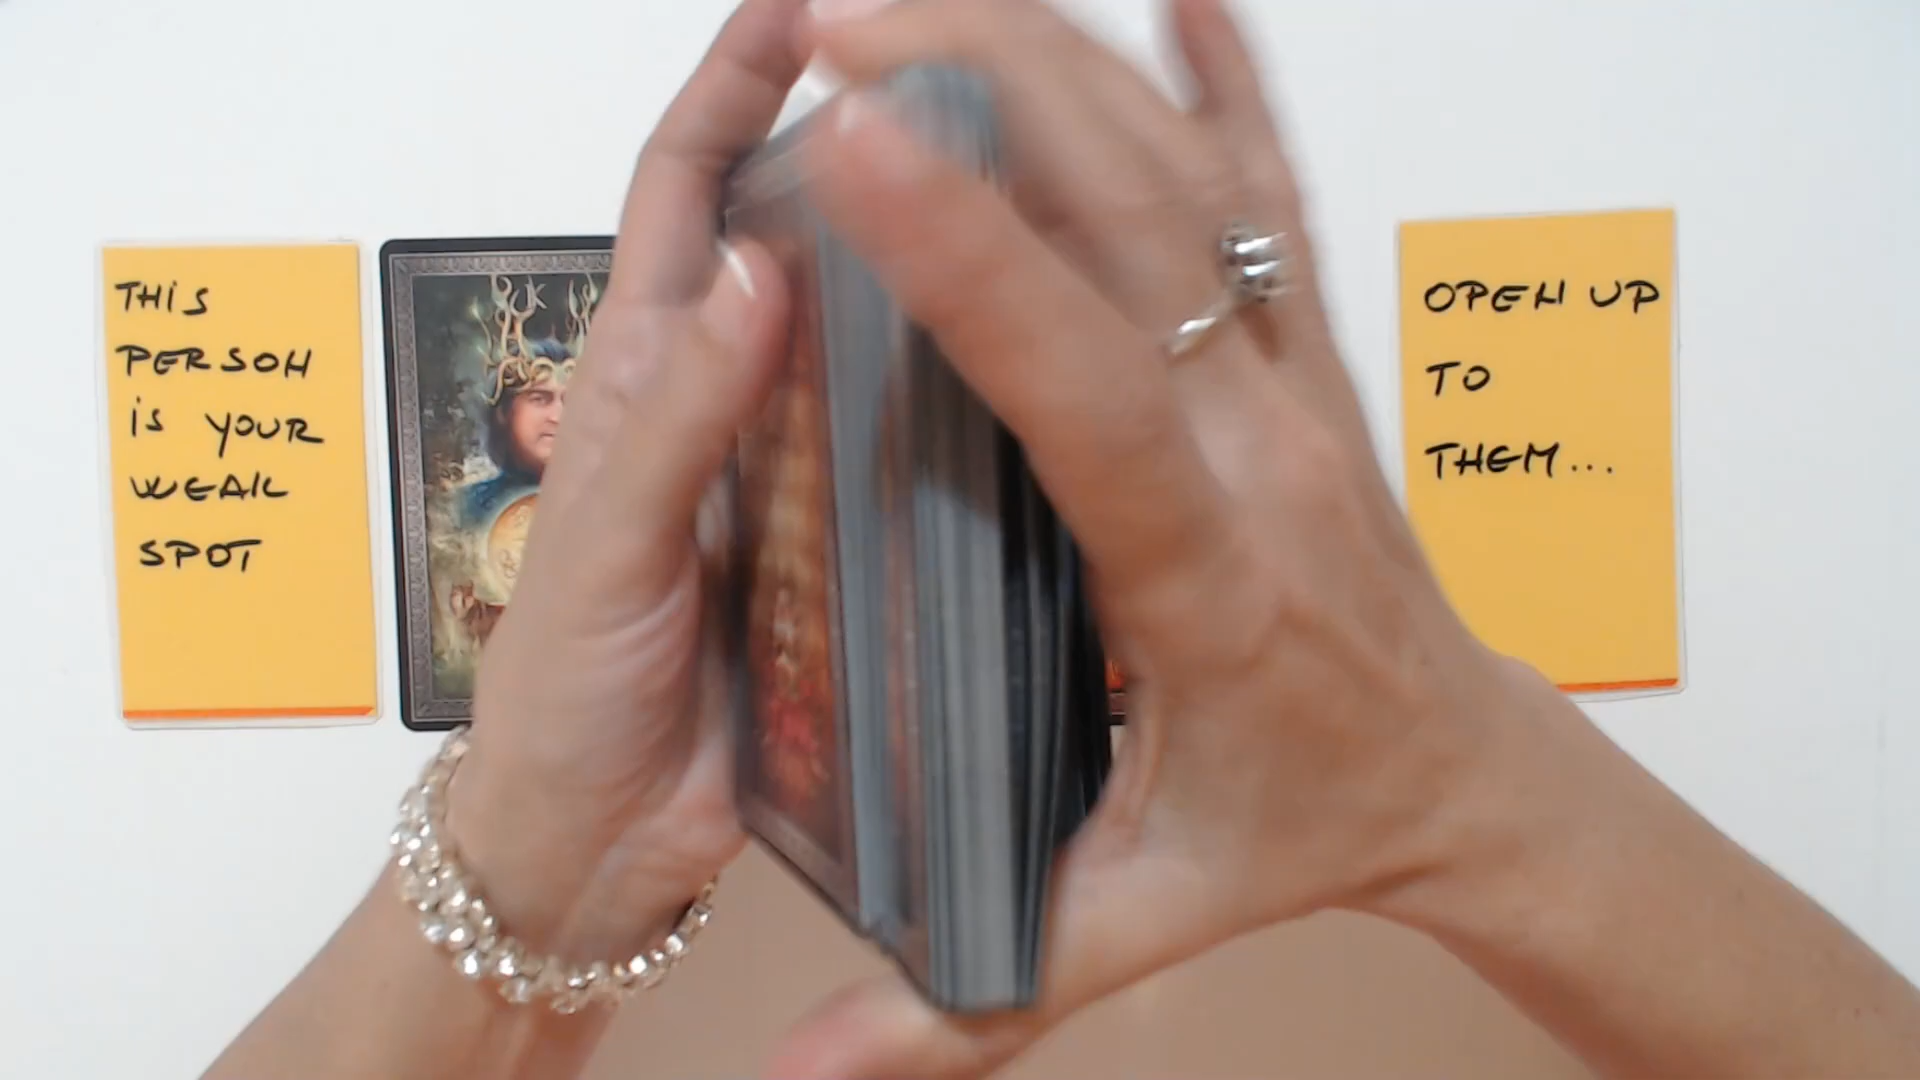 THIS
PERSON
is YOUR
WEAK
SPOT
K
OPEN UP
TO
THEM...